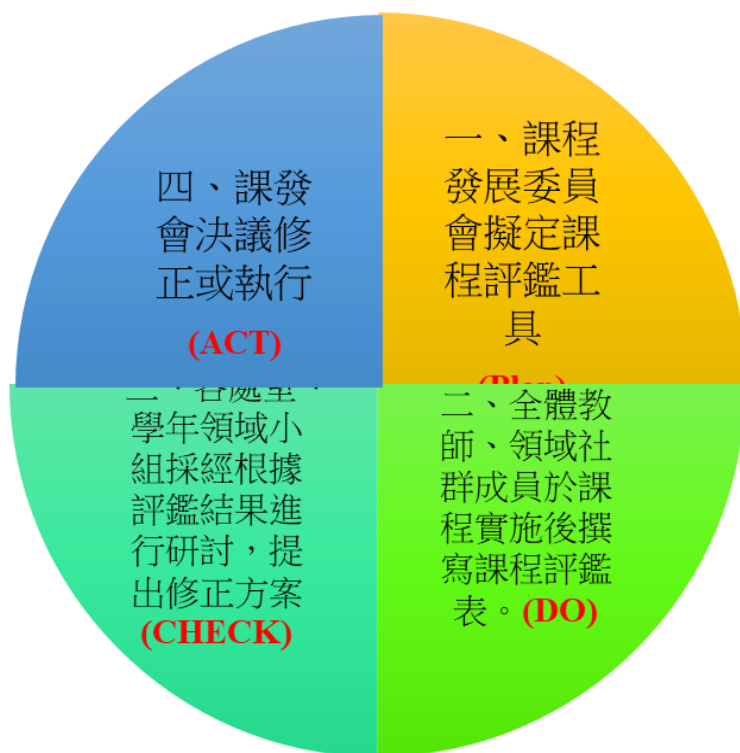 一、課程
發展委員
會擬定課
程評鑑工
具
二、全體教
師、領域社
群成員於課
程實施後撰
寫課程評鑑
表。(DO)
學年領域小
組採經根據
評鑑結果進
行研討，提
出修正方案
(CHECK)
四、課發
會決議修
正或執行
(ACT)